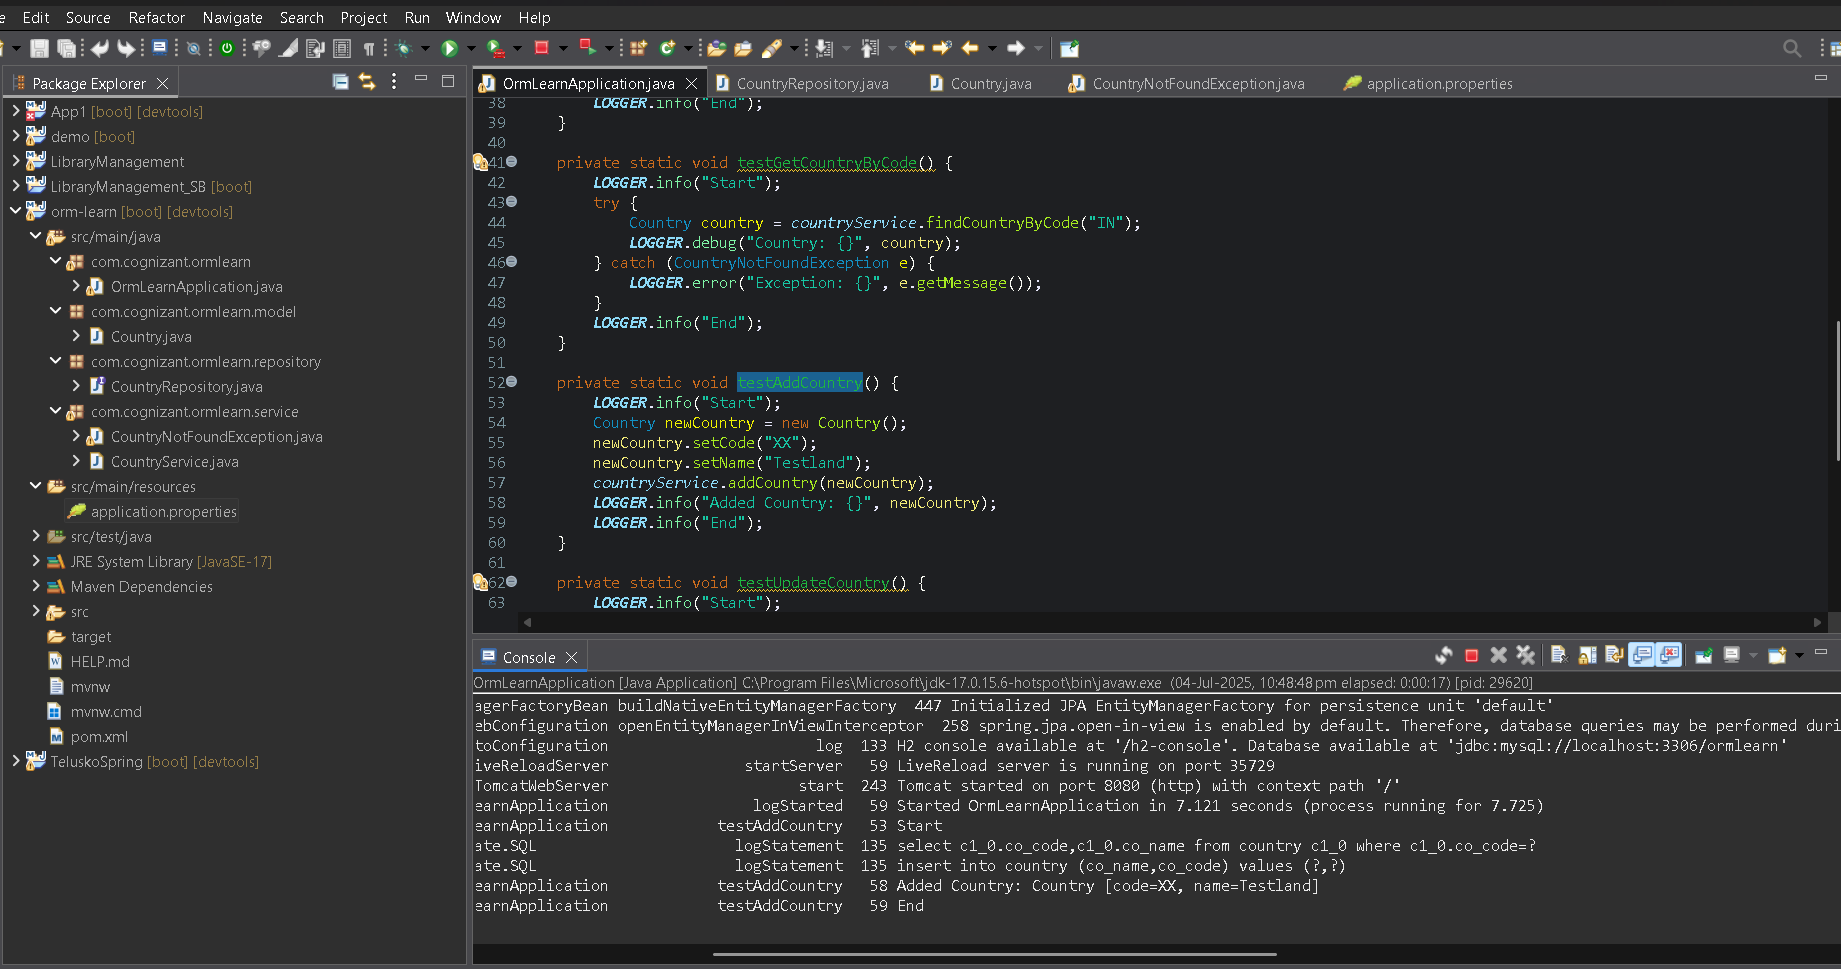 e Edit Source Refactor Navigate Search Project Run Window Help
Package Explorer
App1 [boot] [devtools]
demo [boot]
LibraryManagement
LibraryManagement_SB [boot]
orm-learn [boot] [devtools]
src/main/java
com.cognizant.ormlearn
OrmLearnApplication.java
com.cognizant.ormlearn.model
Country.java
com.cognizant.ormlearn.repository
CountryRepository.java
com.cognizant.ormlearn.service
CountryNotFoundException.java
CountryService.java
src/main/resources
application.properties
src/test/java
JRE System Library [JavaSE-17]
Maven Dependencies
src
target
HELP.md
mvnw
mvnw.cmd
pom.xml
TeluskoSpring [boot] [devtools]
OrmLearnApplication.java CountryRepository.java Country.java CountryNotFoundException.java application.properties
38 LOGGER.info("End");
39 }
40
41 private static void testGetCountryByCode() {
42 LOGGER.info("Start");
43 try {
44 Country country = countryService.findCountryByCode("IN");
45 LOGGER.debug("Country: {}", country);
46 } catch (CountryNotFoundException e) {
47 LOGGER.error("Exception: {}", e.getMessage());
48 }
49 LOGGER.info("End");
50 }
51
52 private static void testAddCountry() {
53 LOGGER.info("Start");
54 Country newCountry = new Country();
55 newCountry.setCode("XX");
56 newCountry.setName("Testland");
57 countryService.addCountry(newCountry);
58 LOGGER.info("Added Country: {}", newCountry);
59 LOGGER.info("End");
60 }
61
62 private static void testUpdateCountry() {
63 LOGGER.info("Start");
Console
OrmLearnApplication [Java Application] C:\Program Files\Microsoft\jdk-17.0.15.6-hotspot\bin\javaw.exe (04-Jul-2025, 10:48:48 pm elapsed: 0:00:17) [pid: 29620]
agerFactoryBean buildNativeEntityManagerFactory 447 Initialized JPA EntityManagerFactory for persistence unit 'default'
ebConfiguration openEntityManagerInViewInterceptor 258 spring.jpa.open-in-view is enabled by default. Therefore, database queries may be performed duri
toConfiguration log 133 H2 console available at '/h2-console'. Database available at 'jdbc:mysql://localhost:3306/ormlearn'
iveReloadServer startServer 59 LiveReload server is running on port 35729
TomcatWebServer start 243 Tomcat started on port 8080 (http) with context path '/'
earnApplication logStarted 59 Started OrmLearnApplication in 7.121 seconds (process running for 7.725)
earnApplication testAddCountry 53 Start
ate.SQL logStatement 135 select c1_0.co_code,c1_0.co_name from country c1_0 where c1_0.co_code=?
ate.SQL logStatement 135 insert into country (co_name,co_code) values (?,?)
earnApplication testAddCountry 58 Added Country: Country [code=XX, name=Testland]
earnApplication testAddCountry 59 End